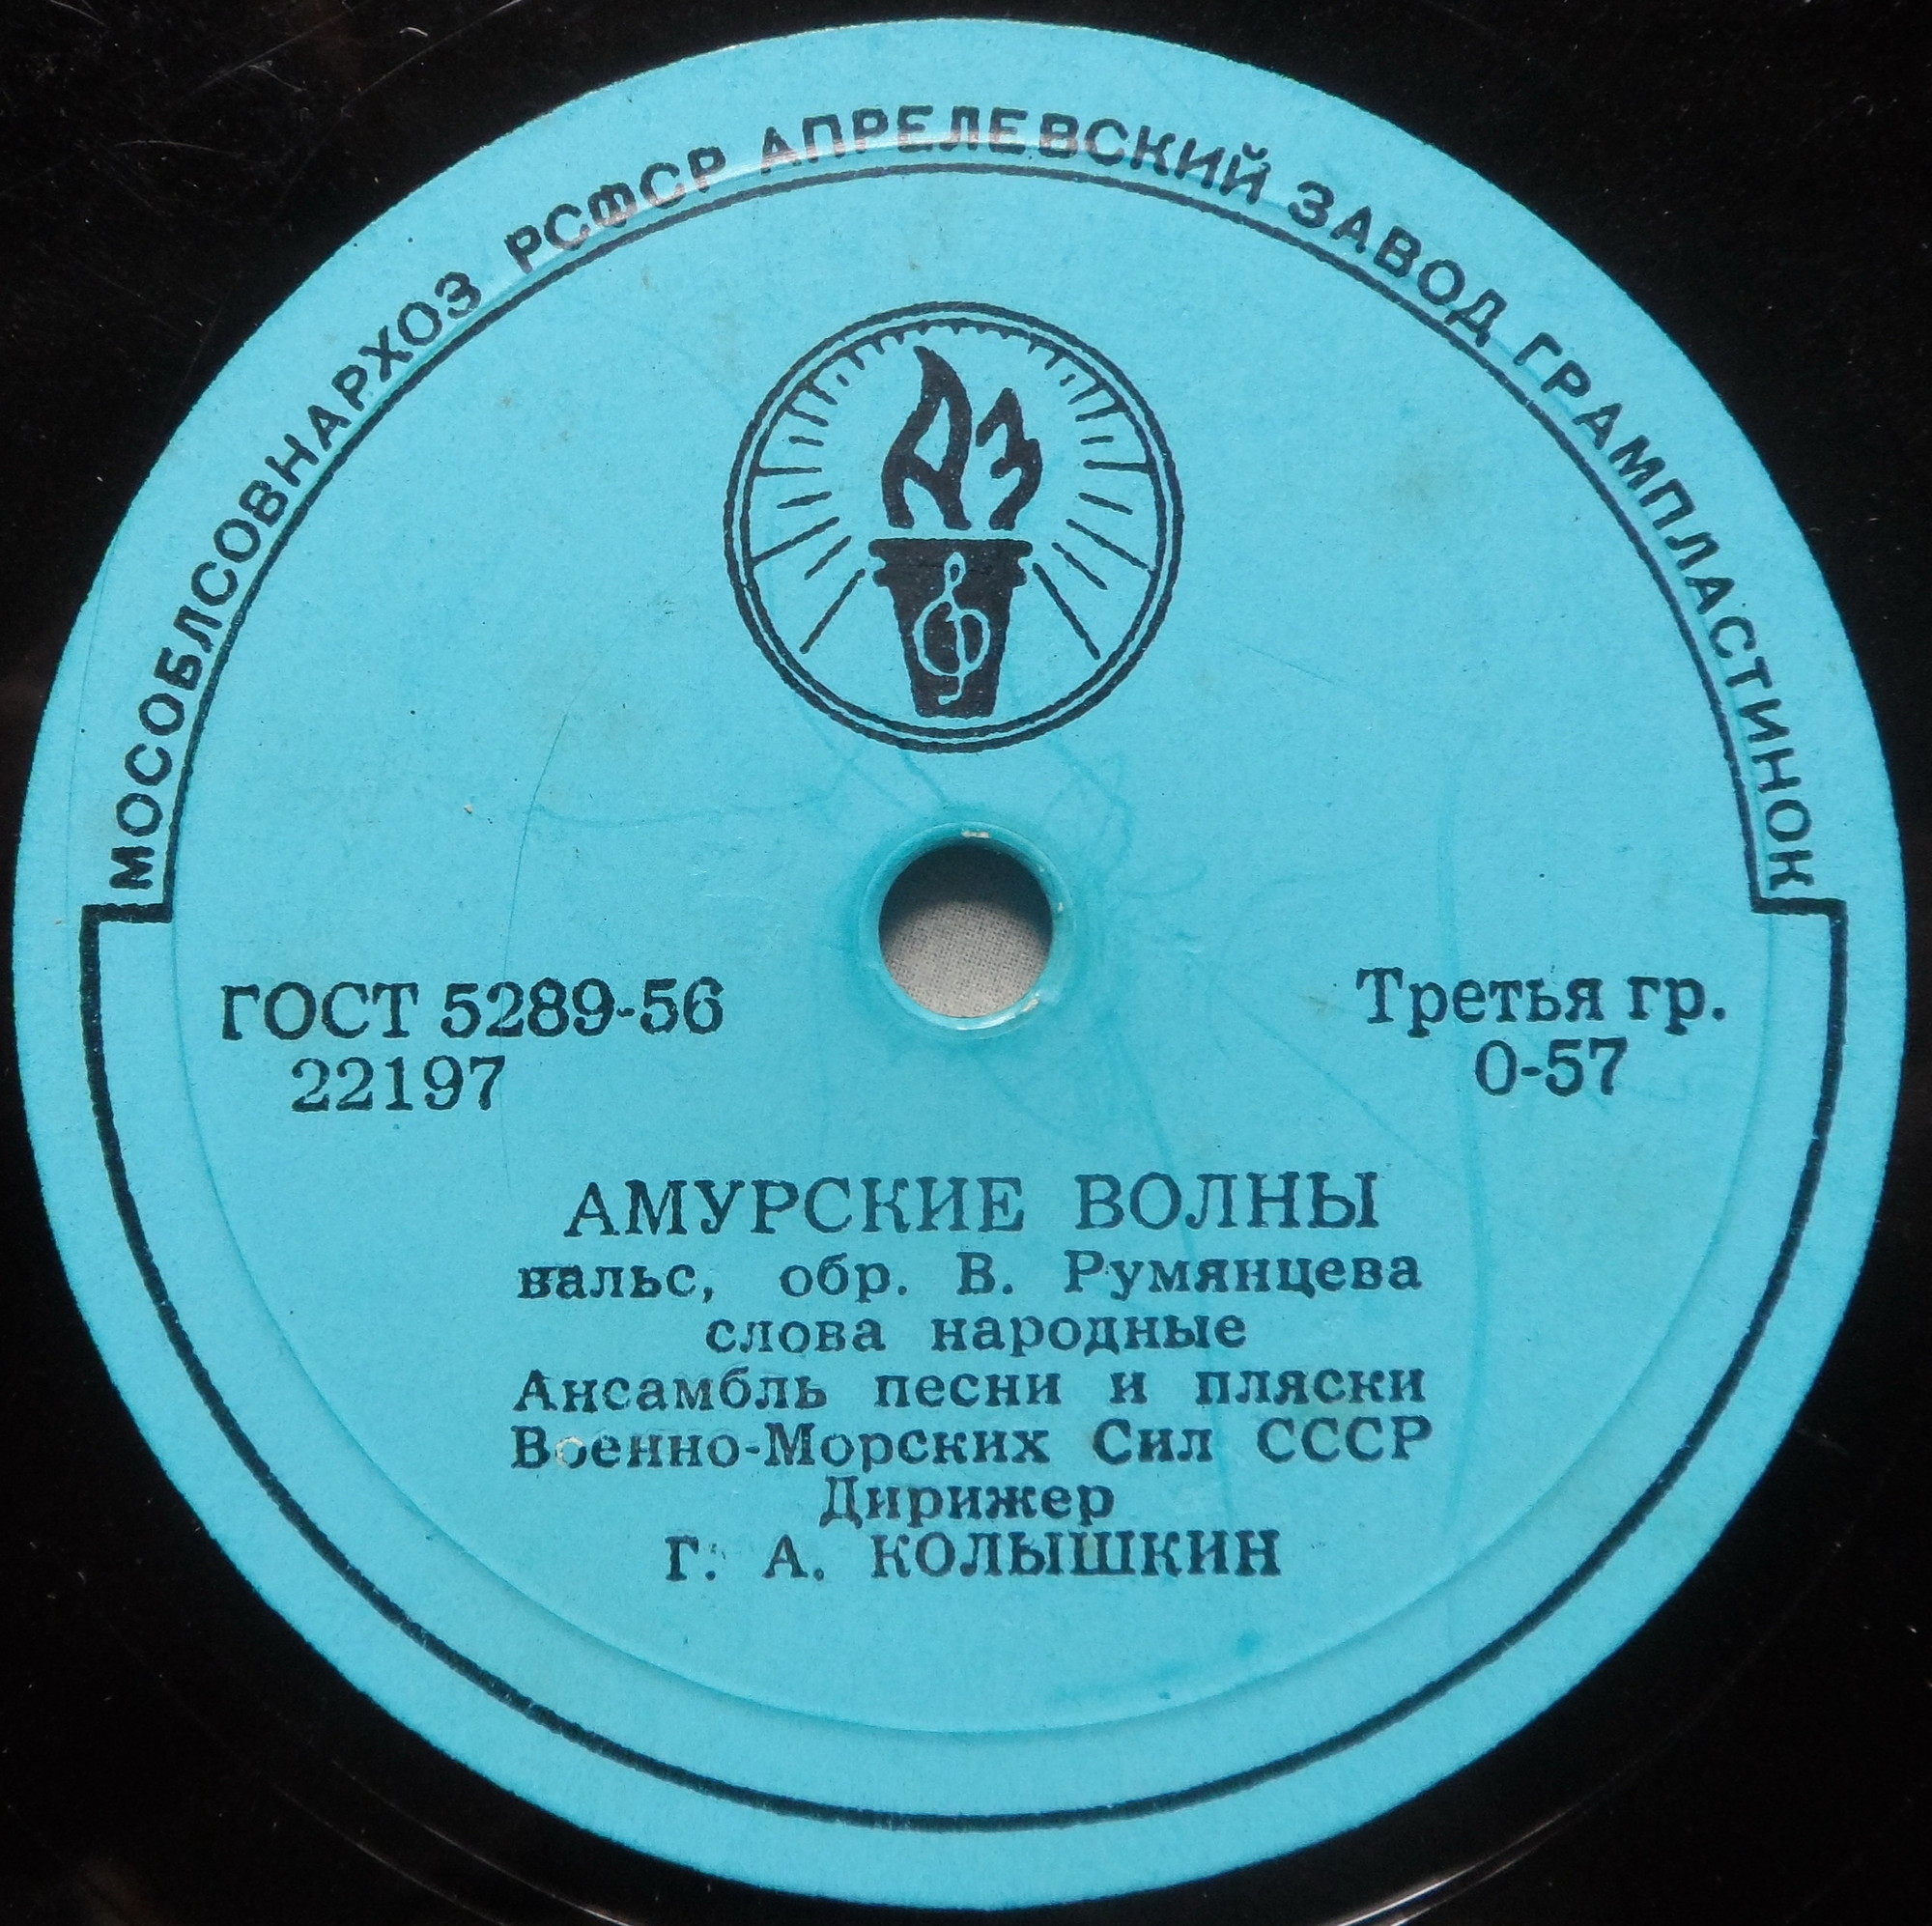 МОСОБЛСОВНАРХОЗ РСФСР АПРЕЛЕВСКИЙ ЗАВОД ГРАМПЛАСТИНОК
АЗ
ГОСТ 5289-56
22197
Третья гр.
0-57
АМУРСКИЕ ВОЛНЫ
вальс, обр. В. Румянцева
слова народные
Ансамбль песни и пляски
Военно-Морских Сил СССР
Дирижер
Г. А. КОЛЫШКИН